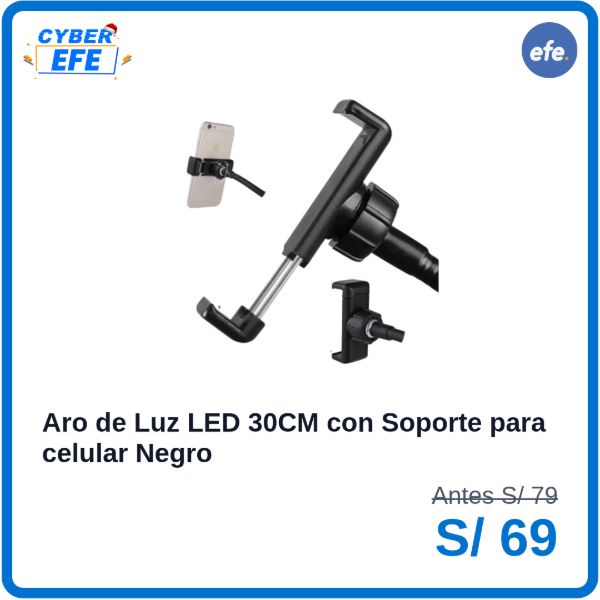 CYBER
EFE
efe.
Aro de Luz LED 30CM con Soporte para
celular Negro
Antes S/ 79
S/ 69